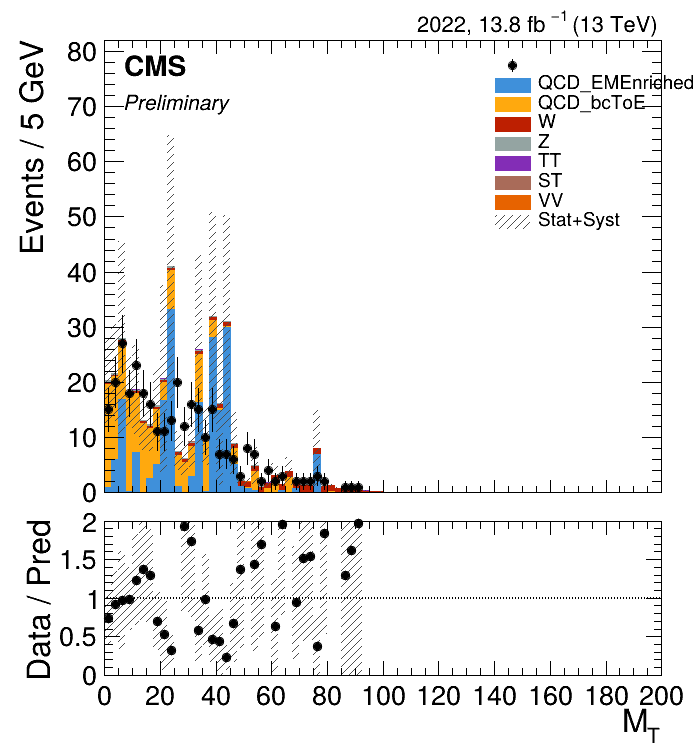 2022, 13.8 fb⁻¹ (13 TeV)
CMS
Preliminary
Events / 5 GeV
80
70
60
50
40
30
20
10
0
QCD_EMEnriched
QCD_bcToE
W
Z
TT
ST
VV
Stat+Syst
Data / Pred
2
1.5
1
0.5
0
0 20 40 60 80 100 120 140 160 180 200
M_T